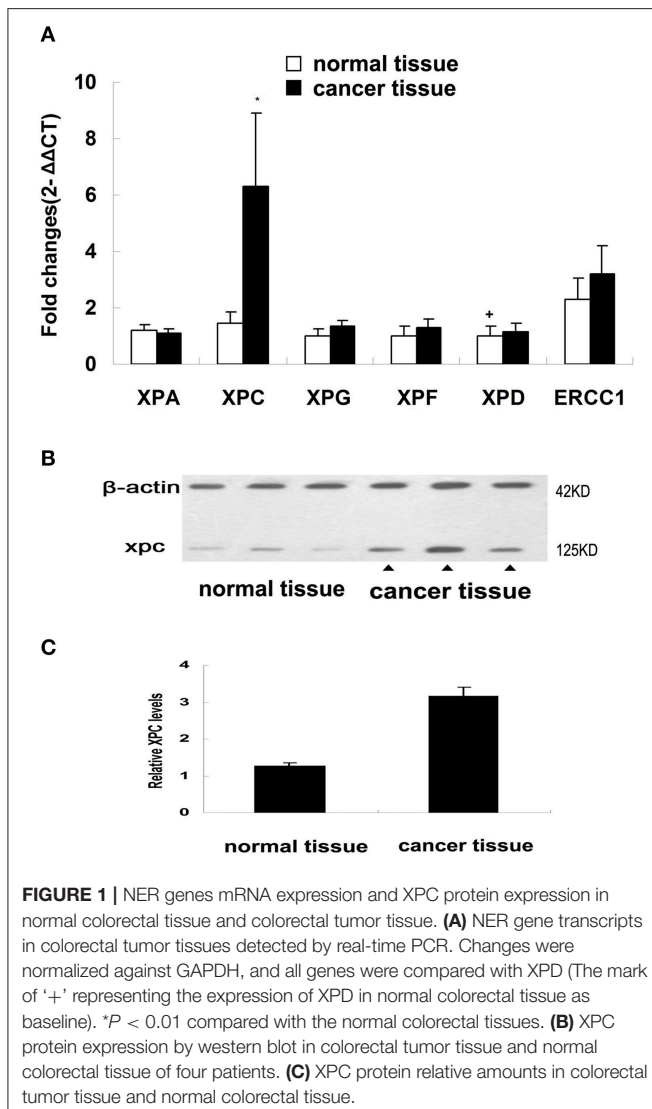 A
normal tissue
cancer tissue
*
10
8
6
4
2
0
+
Fold changes(2- ΔΔCT)
XPA XPC XPG XPF XPD ERCC1
B
β-actin 42KD
xpc 125KD
normal tissue cancer tissue
C
4
3
2
1
0
Relative XPC levels
normal tissue cancer tissue
FIGURE 1 | NER genes mRNA expression and XPC protein expression in
normal colorectal tissue and colorectal tumor tissue. (A) NER gene transcripts
in colorectal tumor tissues detected by real-time PCR. Changes were
normalized against GAPDH, and all genes were compared with XPD (The mark
of ‘+’ representing the expression of XPD in normal colorectal tissue as
baseline). *P < 0.01 compared with the normal colorectal tissues. (B) XPC
protein expression by western blot in colorectal tumor tissue and normal
colorectal tissue of four patients. (C) XPC protein relative amounts in colorectal
tumor tissue and normal colorectal tissue.